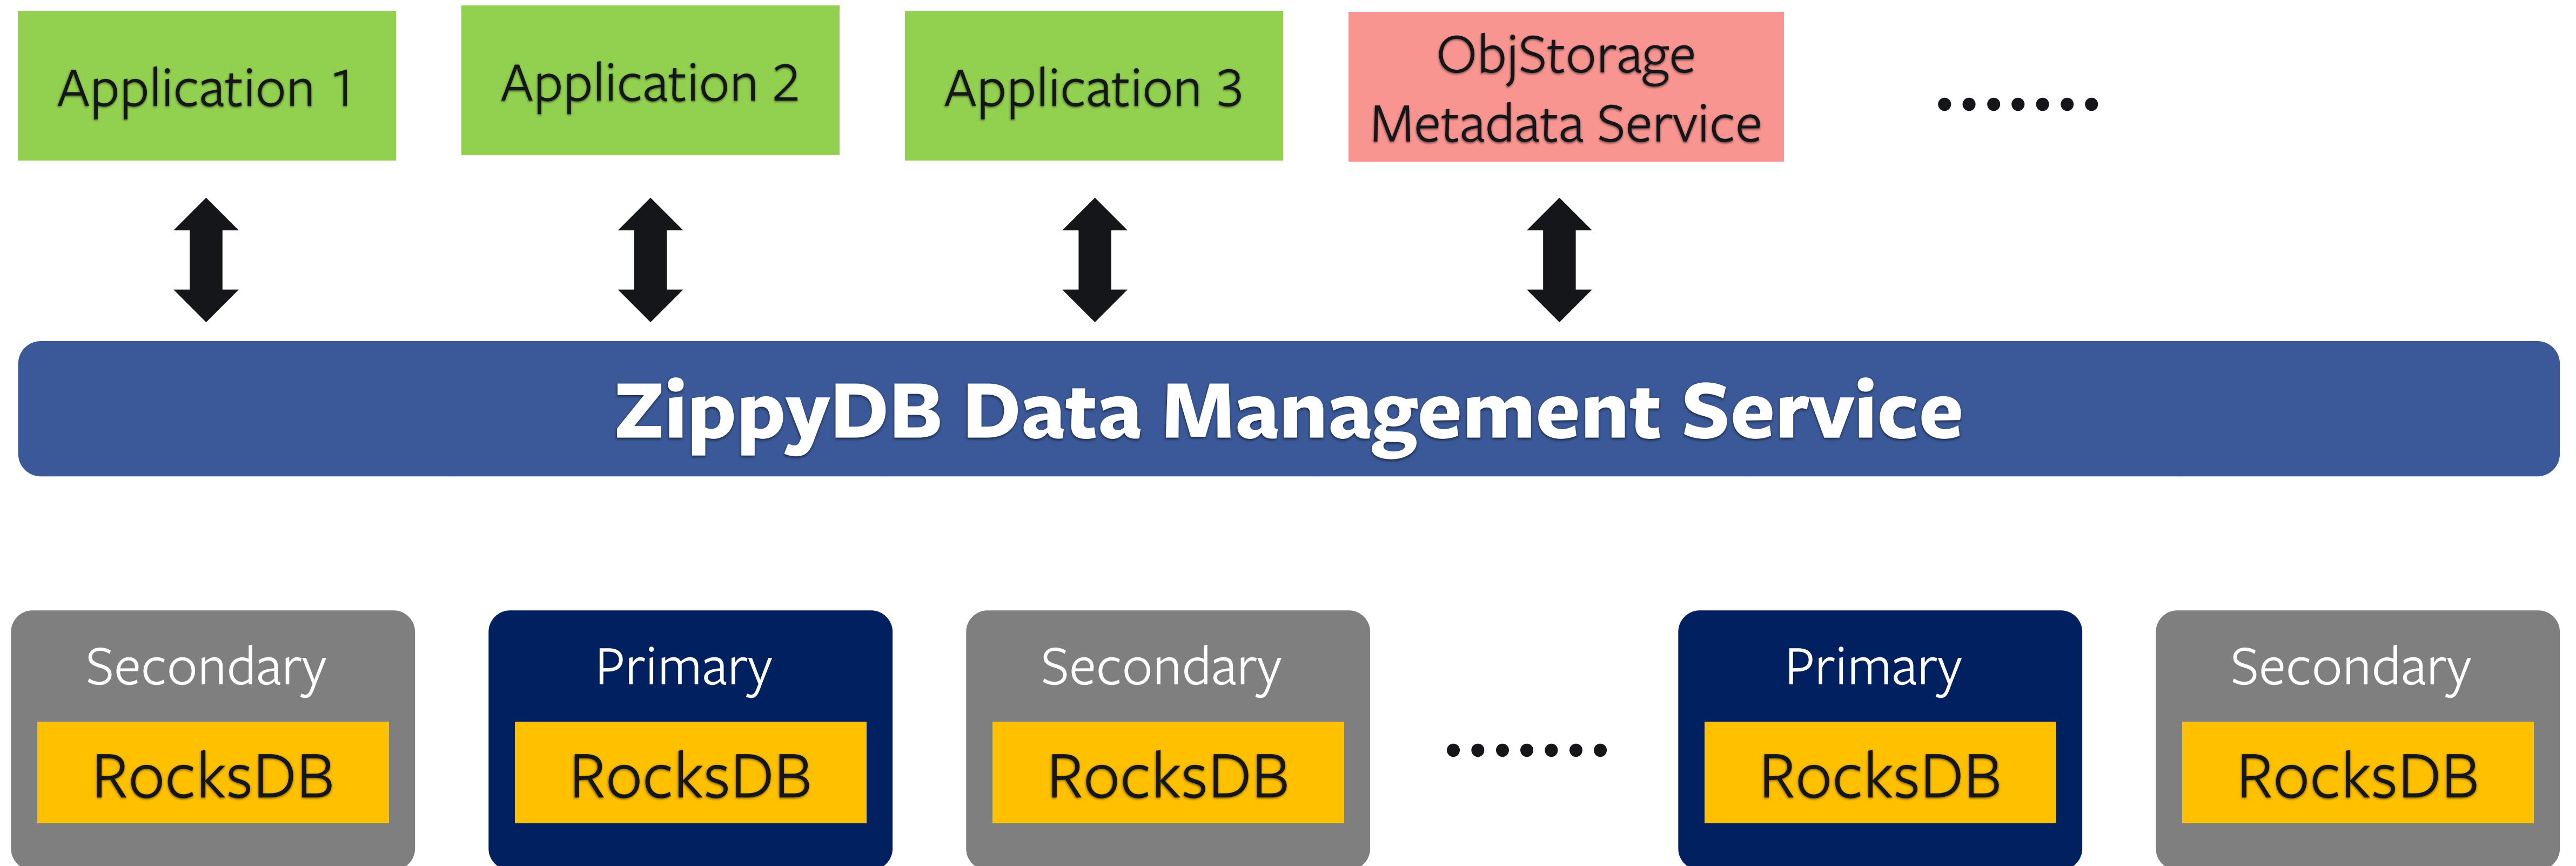 Application 1
Application 2
Application 3
ObjStorage
Metadata Service
ZippyDB Data Management Service
Secondary
Primary
Secondary
Primary
Secondary
RocksDB
RocksDB
RocksDB
RocksDB
RocksDB